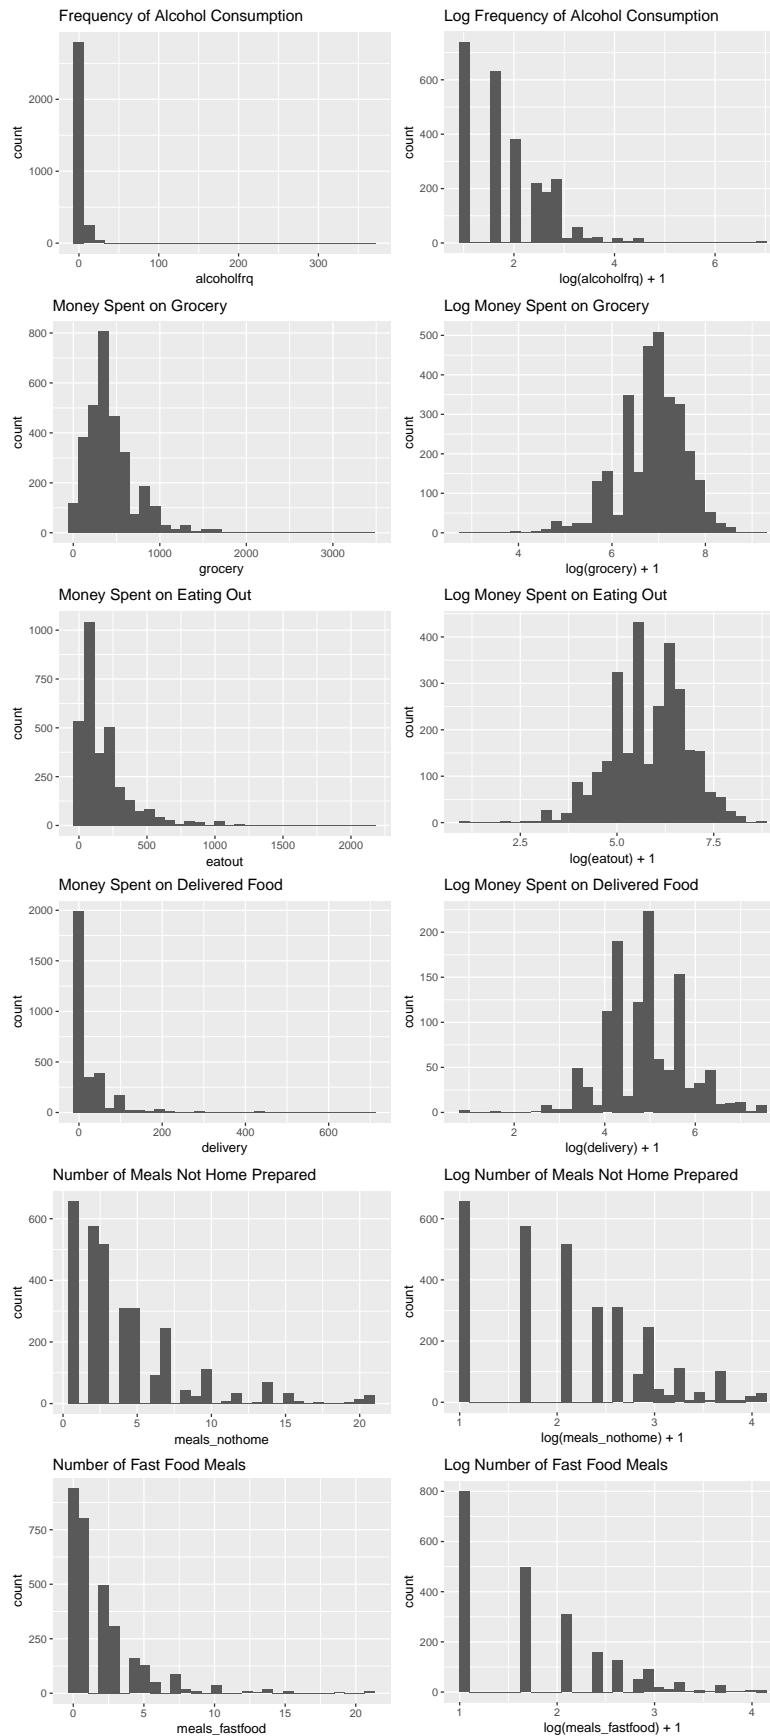 Frequency of Alcohol Consumption
2000
1000
0
count
0 100 200 300
alcoholfrq
Log Frequency of Alcohol Consumption
600
400
200
0
count
2 4 6
log(alcoholfrq) + 1
Money Spent on Grocery
800
600
400
200
0
count
0 1000 2000 3000
grocery
Log Money Spent on Grocery
500
400
300
200
100
0
count
4 6 8
log(grocery) + 1
Money Spent on Eating Out
1000
750
500
250
0
count
0 500 1000 1500 2000
eatout
Log Money Spent on Eating Out
400
300
200
100
0
count
2.5 5.0 7.5
log(eatout) + 1
Money Spent on Delivered Food
2000
1500
1000
500
0
count
0 200 400 600
delivery
Log Money Spent on Delivered Food
200
150
100
50
0
count
2 4 6
log(delivery) + 1
Number of Meals Not Home Prepared
600
400
200
0
count
0 5 10 15 20
meals_nothome
Log Number of Meals Not Home Prepared
600
400
200
0
count
1 2 3 4
log(meals_nothome) + 1
Number of Fast Food Meals
750
500
250
0
count
0 5 10 15 20
meals_fastfood
Log Number of Fast Food Meals
800
600
400
200
0
count
1 2 3 4
log(meals_fastfood) + 1